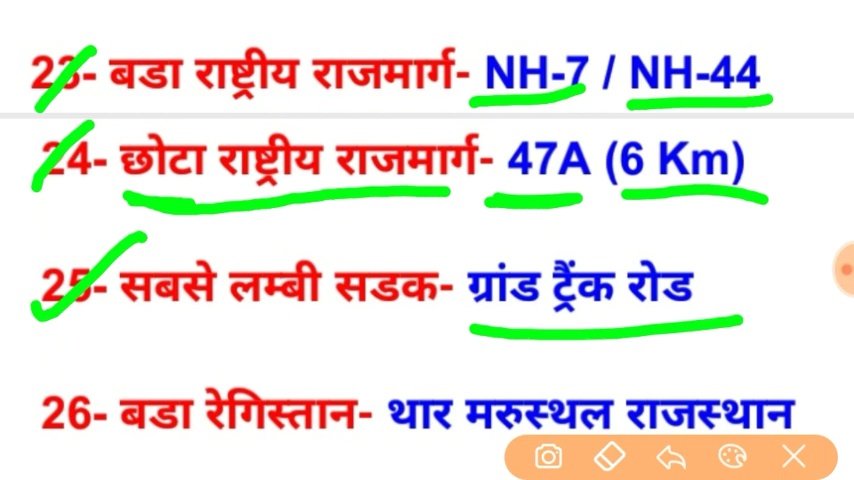 23- बडा राष्ट्रीय राजमार्ग- NH-7 / NH-44
24- छोटा राष्ट्रीय राजमार्ग- 47A (6 Km)
25- सबसे लम्बी सडक- ग्रांड ट्रैंक रोड
26- बडा रेगिस्तान- थार मरुस्थल राजस्थान